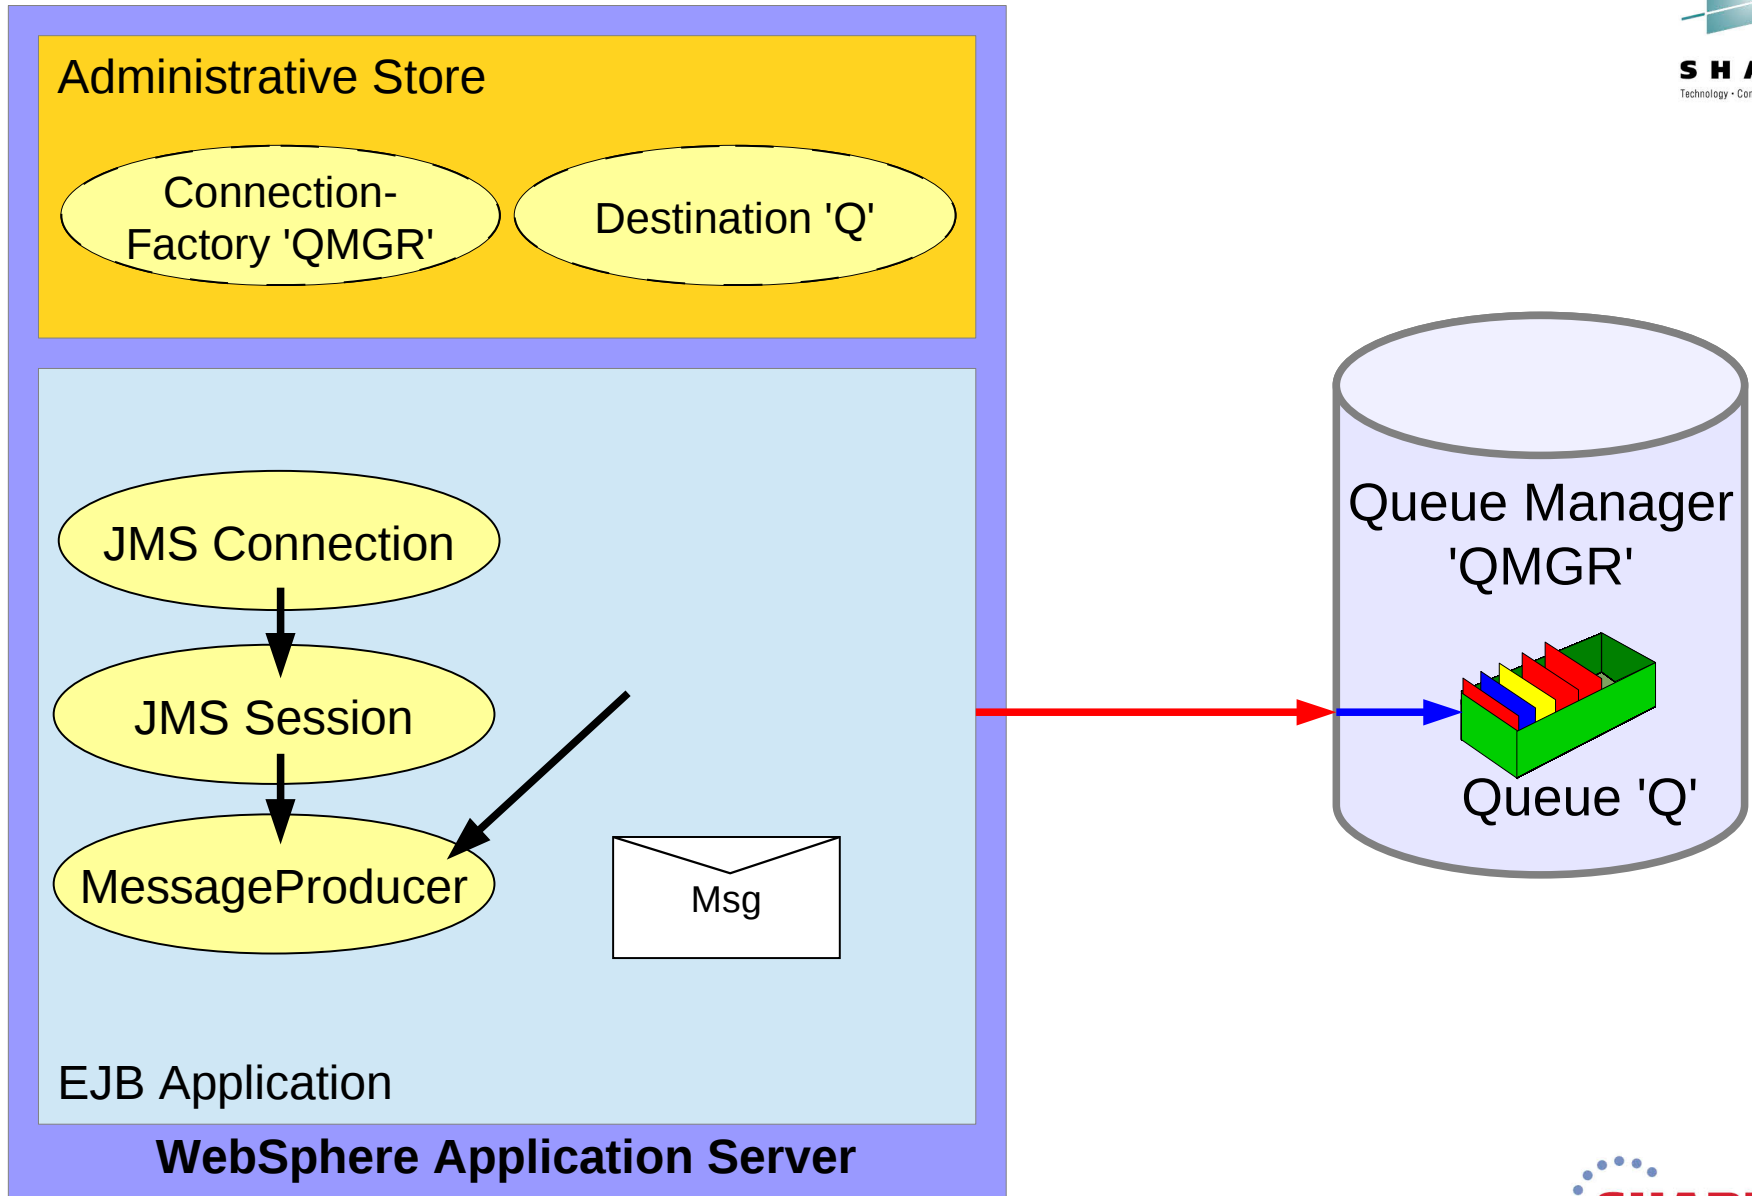 Administrative Store
Connection-
Factory 'QMGR'
Destination 'Q'
JMS Connection
JMS Session
MessageProducer
Msg
EJB Application
WebSphere Application Server
Queue Manager
'QMGR'
Queue 'Q'
S H A
Technology • Con